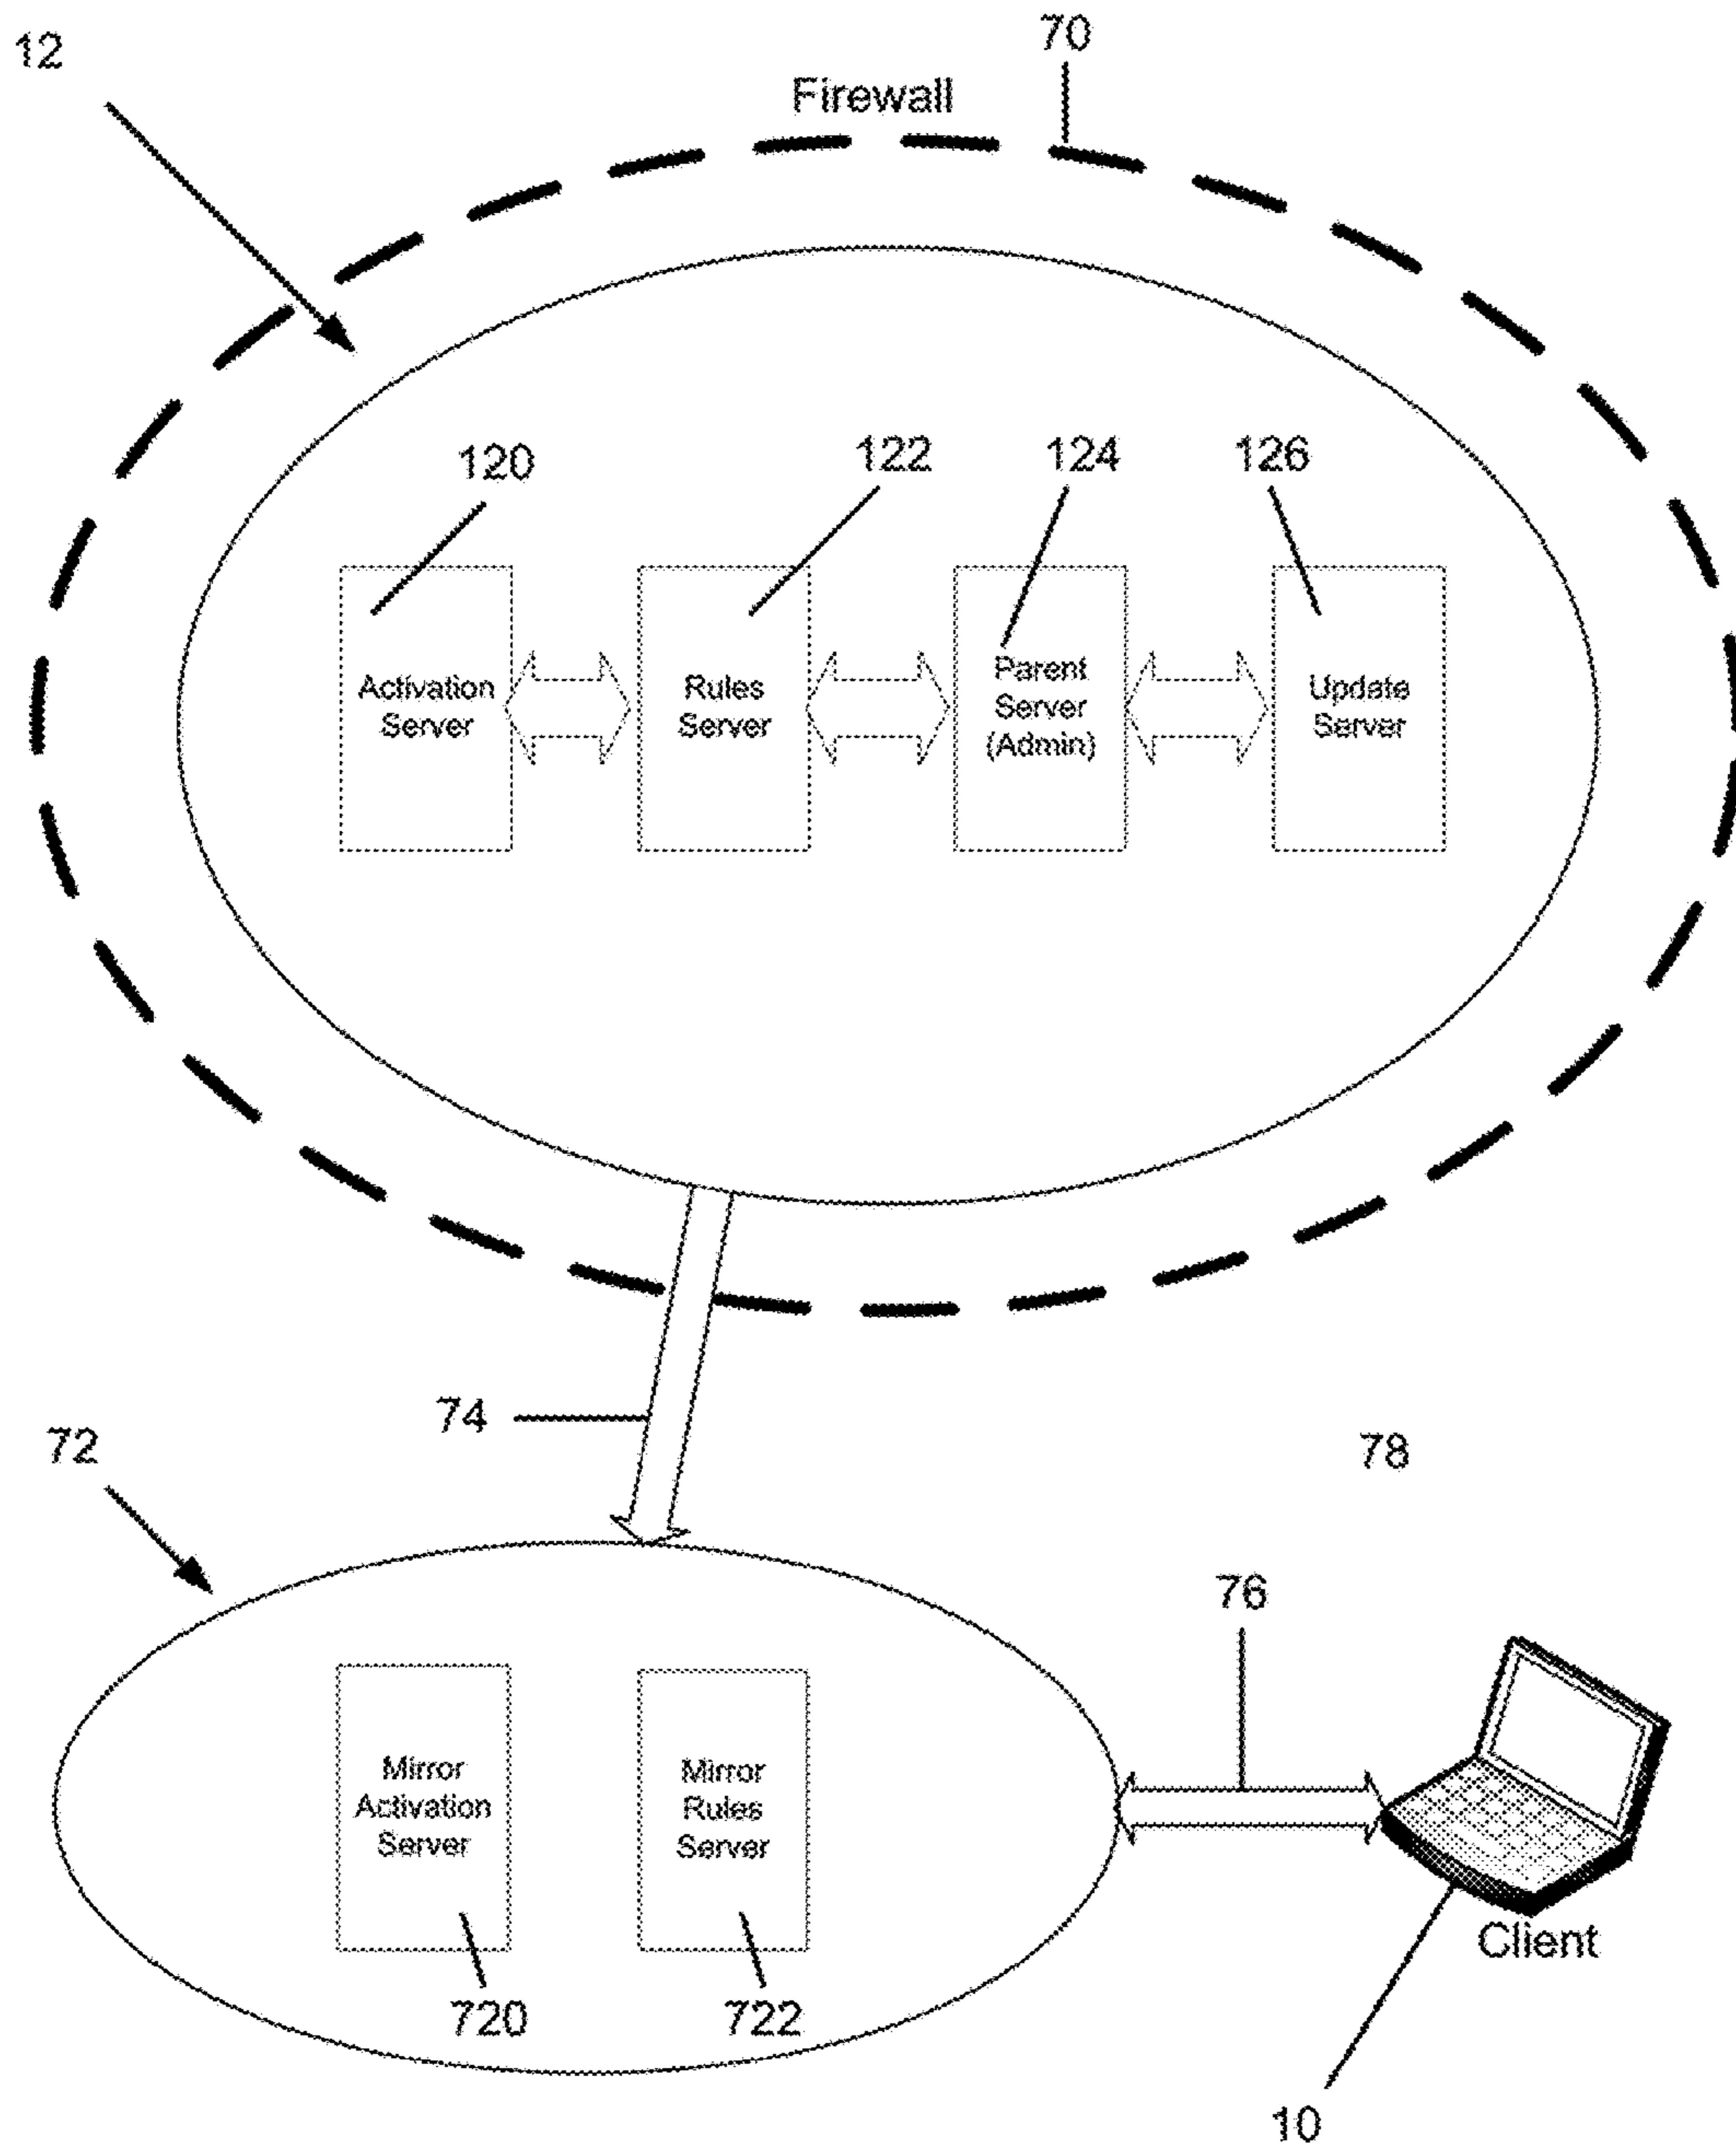 12
70
Firewall
120
122
124
126
Activation
Server
Rules
Server
Parent
Server
(Admin)
Update
Server
74
72
78
76
Mirror
Activation
Server
Mirror
Rules
Server
Client
720
722
10